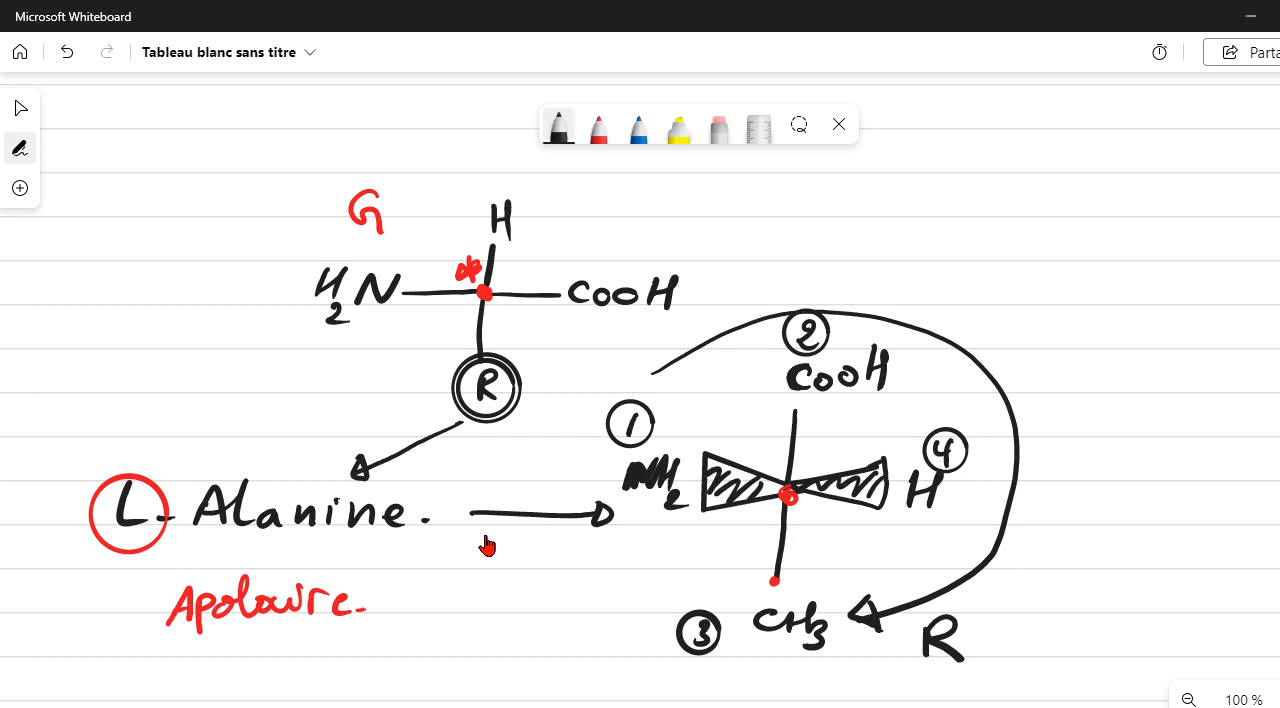 Microsoft Whiteboard
Tableau blanc sans titre
Parta
G
H
H2N
COOH
R
2
COOH
1
NH2
4
H
L - Alanine.
Apolaire.
3
CH3
R
100 %